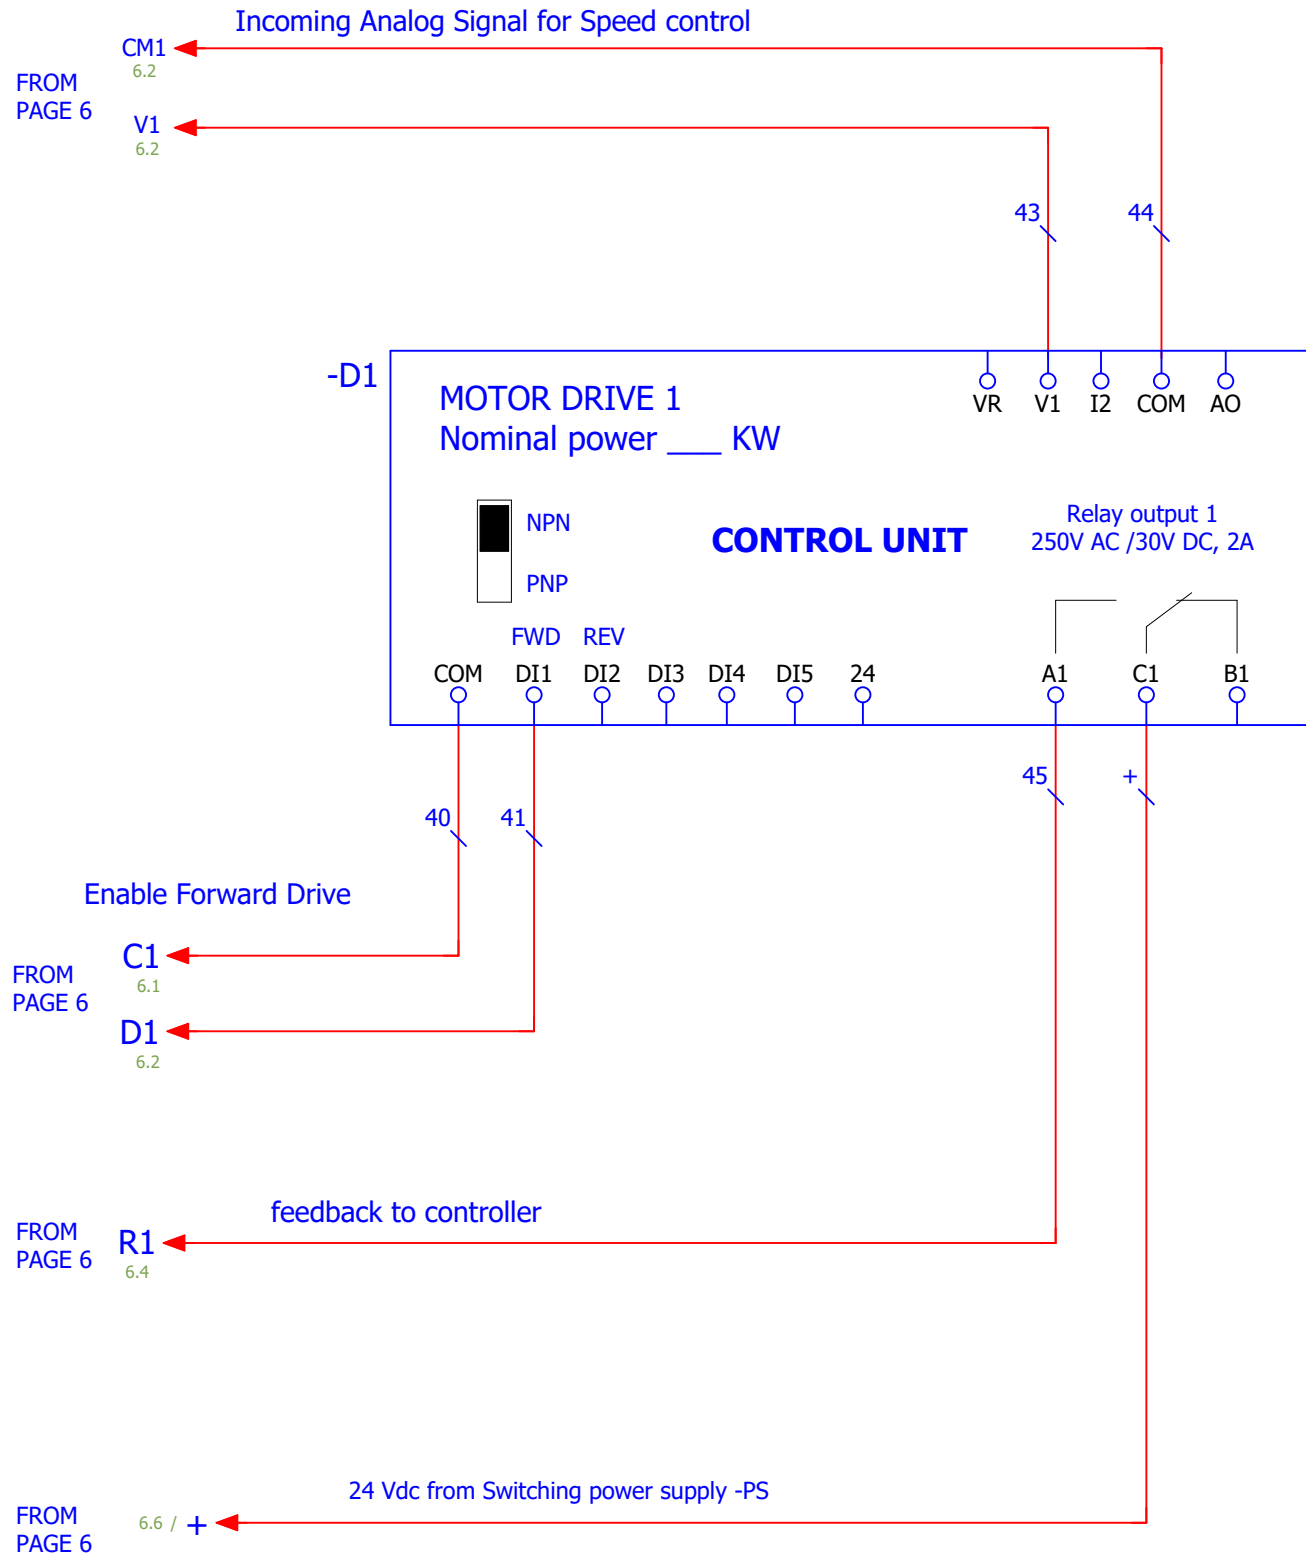 Incoming Analog Signal for Speed control
CM1
6.2
FROM
PAGE 6
V1
6.2
43
44
-D1
MOTOR DRIVE 1
Nominal power ___ KW
VR V1 I2 COM AO
NPN
PNP
CONTROL UNIT
Relay output 1
250V AC /30V DC, 2A
FWD REV
COM DI1 DI2 DI3 DI4 DI5 24 A1 C1 B1
45
+
40
41
Enable Forward Drive
C1
6.1
FROM
PAGE 6
D1
6.2
feedback to controller
FROM
PAGE 6
R1
6.4
24 Vdc from Switching power supply -PS
FROM
PAGE 6
6.6 / +